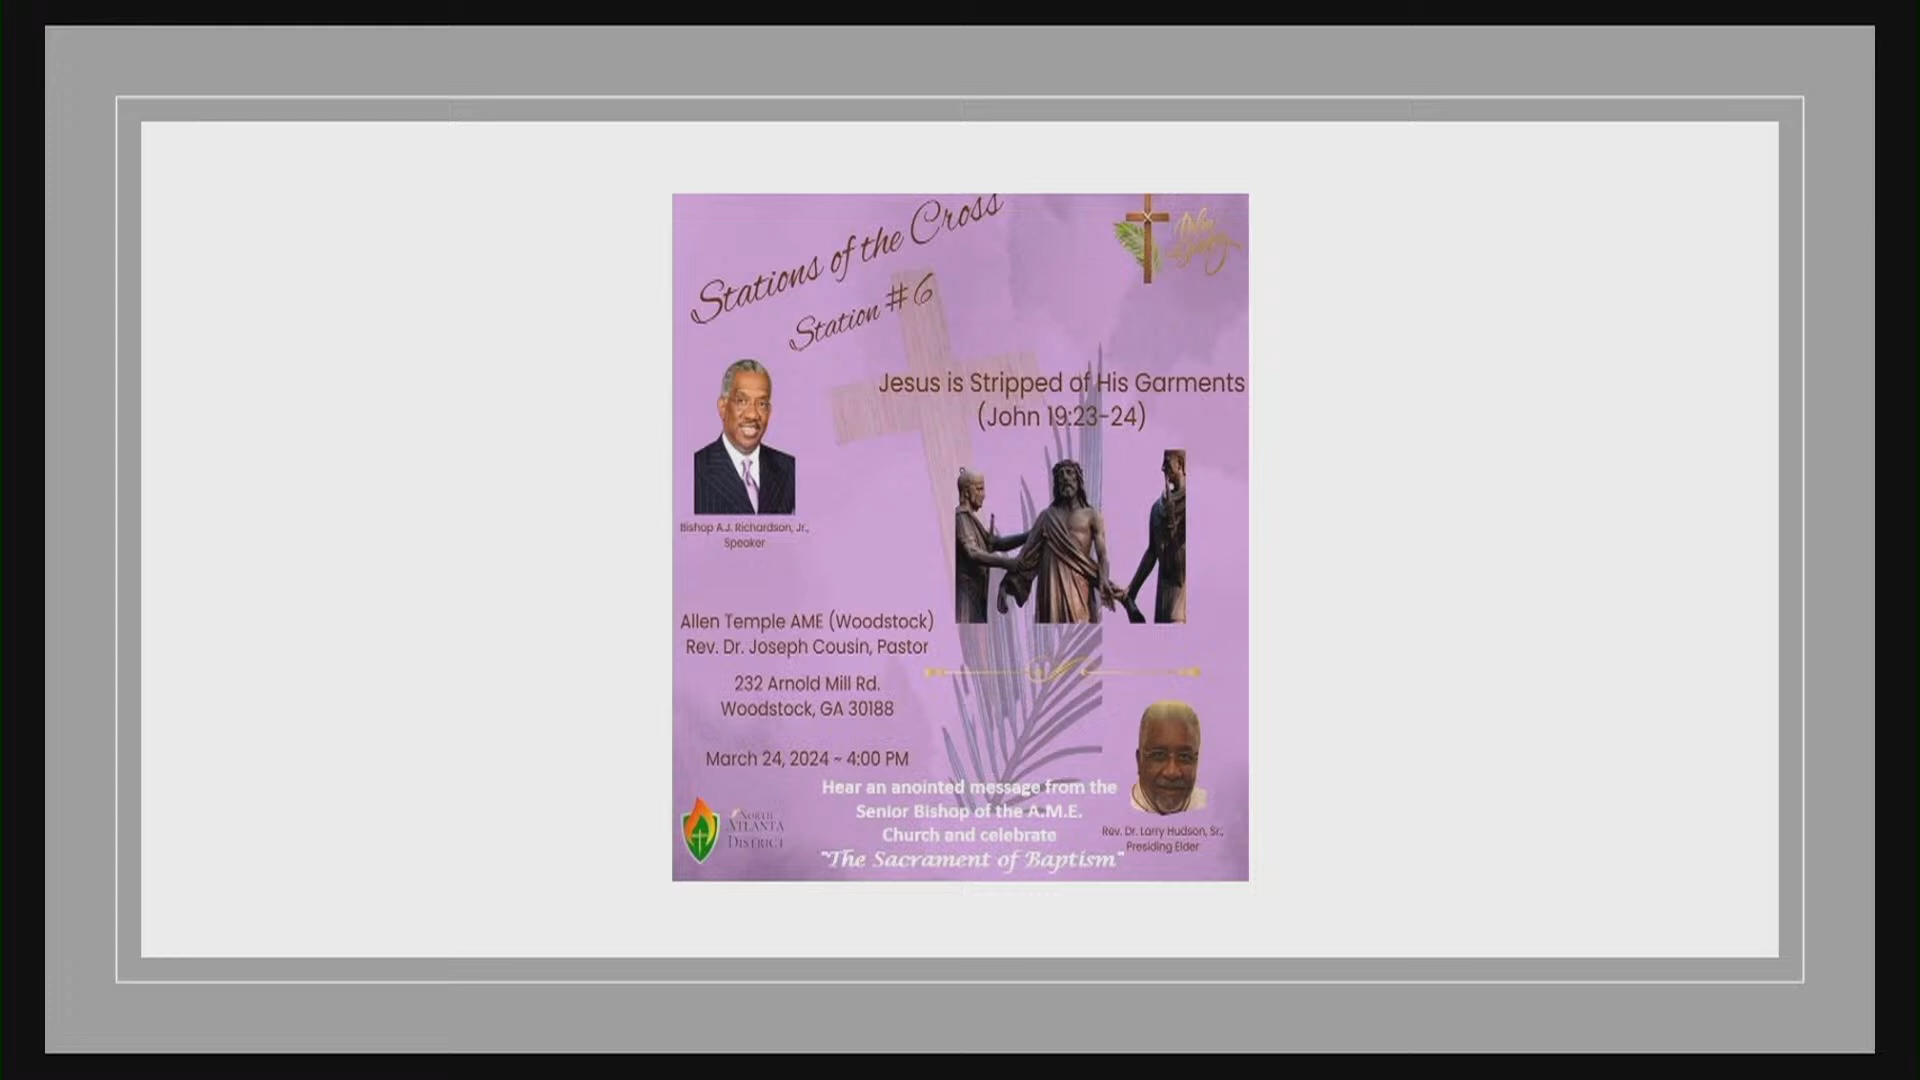 Stations of the Cross
Station #6
Palm
Sunday
Jesus is Stripped of His Garments
(John 19:23-24)
Bishop A.J. Richardson, Jr.,
Speaker
Allen Temple AME (Woodstock)
Rev. Dr. Joseph Cousin, Pastor
232 Arnold Mill Rd.
Woodstock, GA 30188
March 24, 2024 ~ 4:00 PM
Hear an anointed message from the
Senior Bishop of the A.M.E.
Church and celebrate
"The Sacrament of Baptism"
North
Atlanta
District
Rev. Dr. Larry Hudson, Sr.,
Presiding Elder